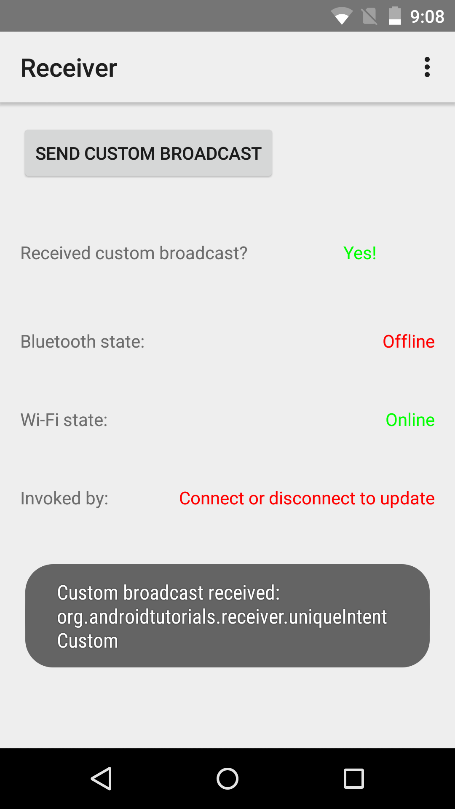 9:08
Receiver
SEND CUSTOM BROADCAST
Received custom broadcast? Yes!
Bluetooth state: Offline
Wi-Fi state: Online
Invoked by: Connect or disconnect to update
Custom broadcast received:
org.androidtutorials.receiver.uniqueIntent
Custom